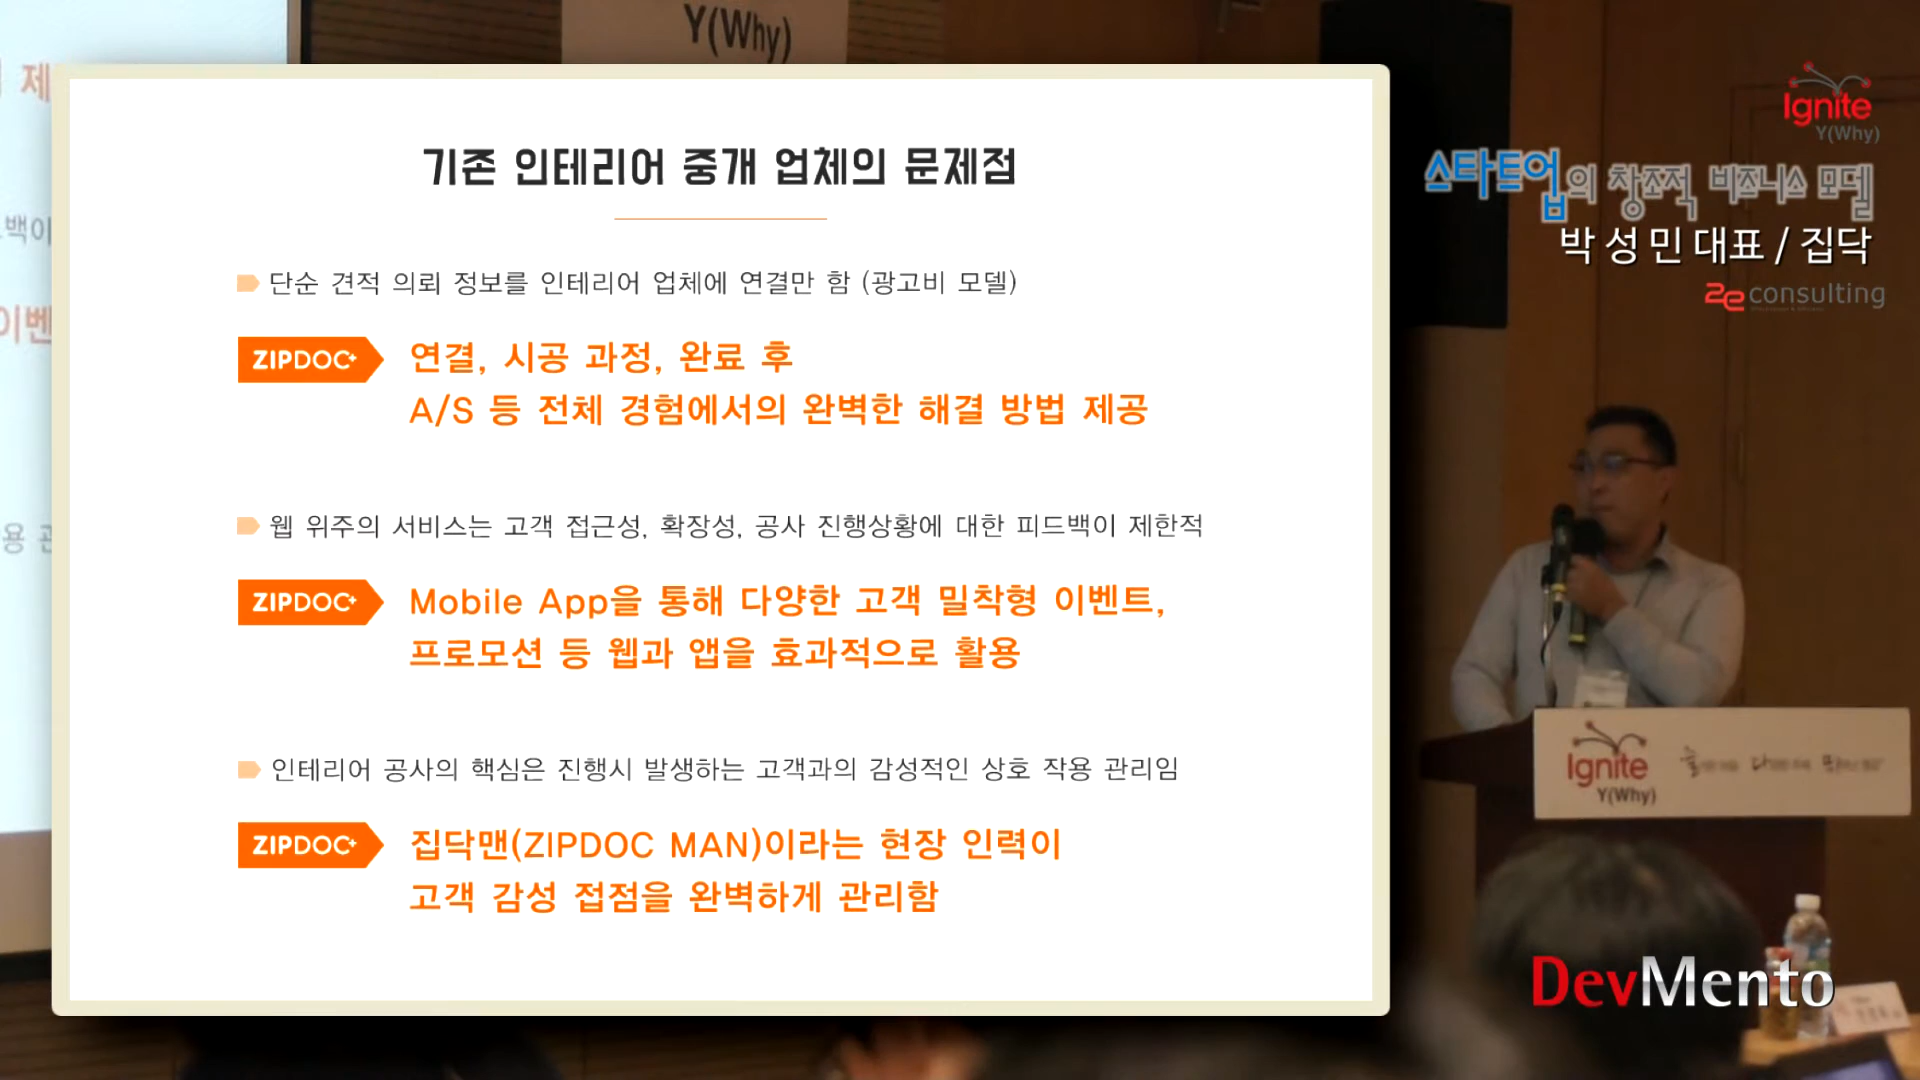 Y(Why)
제
백이
이벤
용 관
기존 인테리어 중개 업체의 문제점
단순 견적 의뢰 정보를 인테리어 업체에 연결만 함 (광고비 모델)
ZIPDOC+
연결, 시공 과정, 완료 후
A/S 등 전체 경험에서의 완벽한 해결 방법 제공
웹 위주의 서비스는 고객 접근성, 확장성, 공사 진행상황에 대한 피드백이 제한적
ZIPDOC+
Mobile App을 통해 다양한 고객 밀착형 이벤트,
프로모션 등 웹과 앱을 효과적으로 활용
인테리어 공사의 핵심은 진행시 발생하는 고객과의 감성적인 상호 작용 관리임
ZIPDOC+
집닥맨(ZIPDOC MAN)이라는 현장 인력이
고객 감성 접점을 완벽하게 관리함
Ignite
Y(Why)
스타트업의 창조적 비즈니스 모델
박성민대표 / 집닥
2e consulting
Ignite
Y(Why)
DevMento